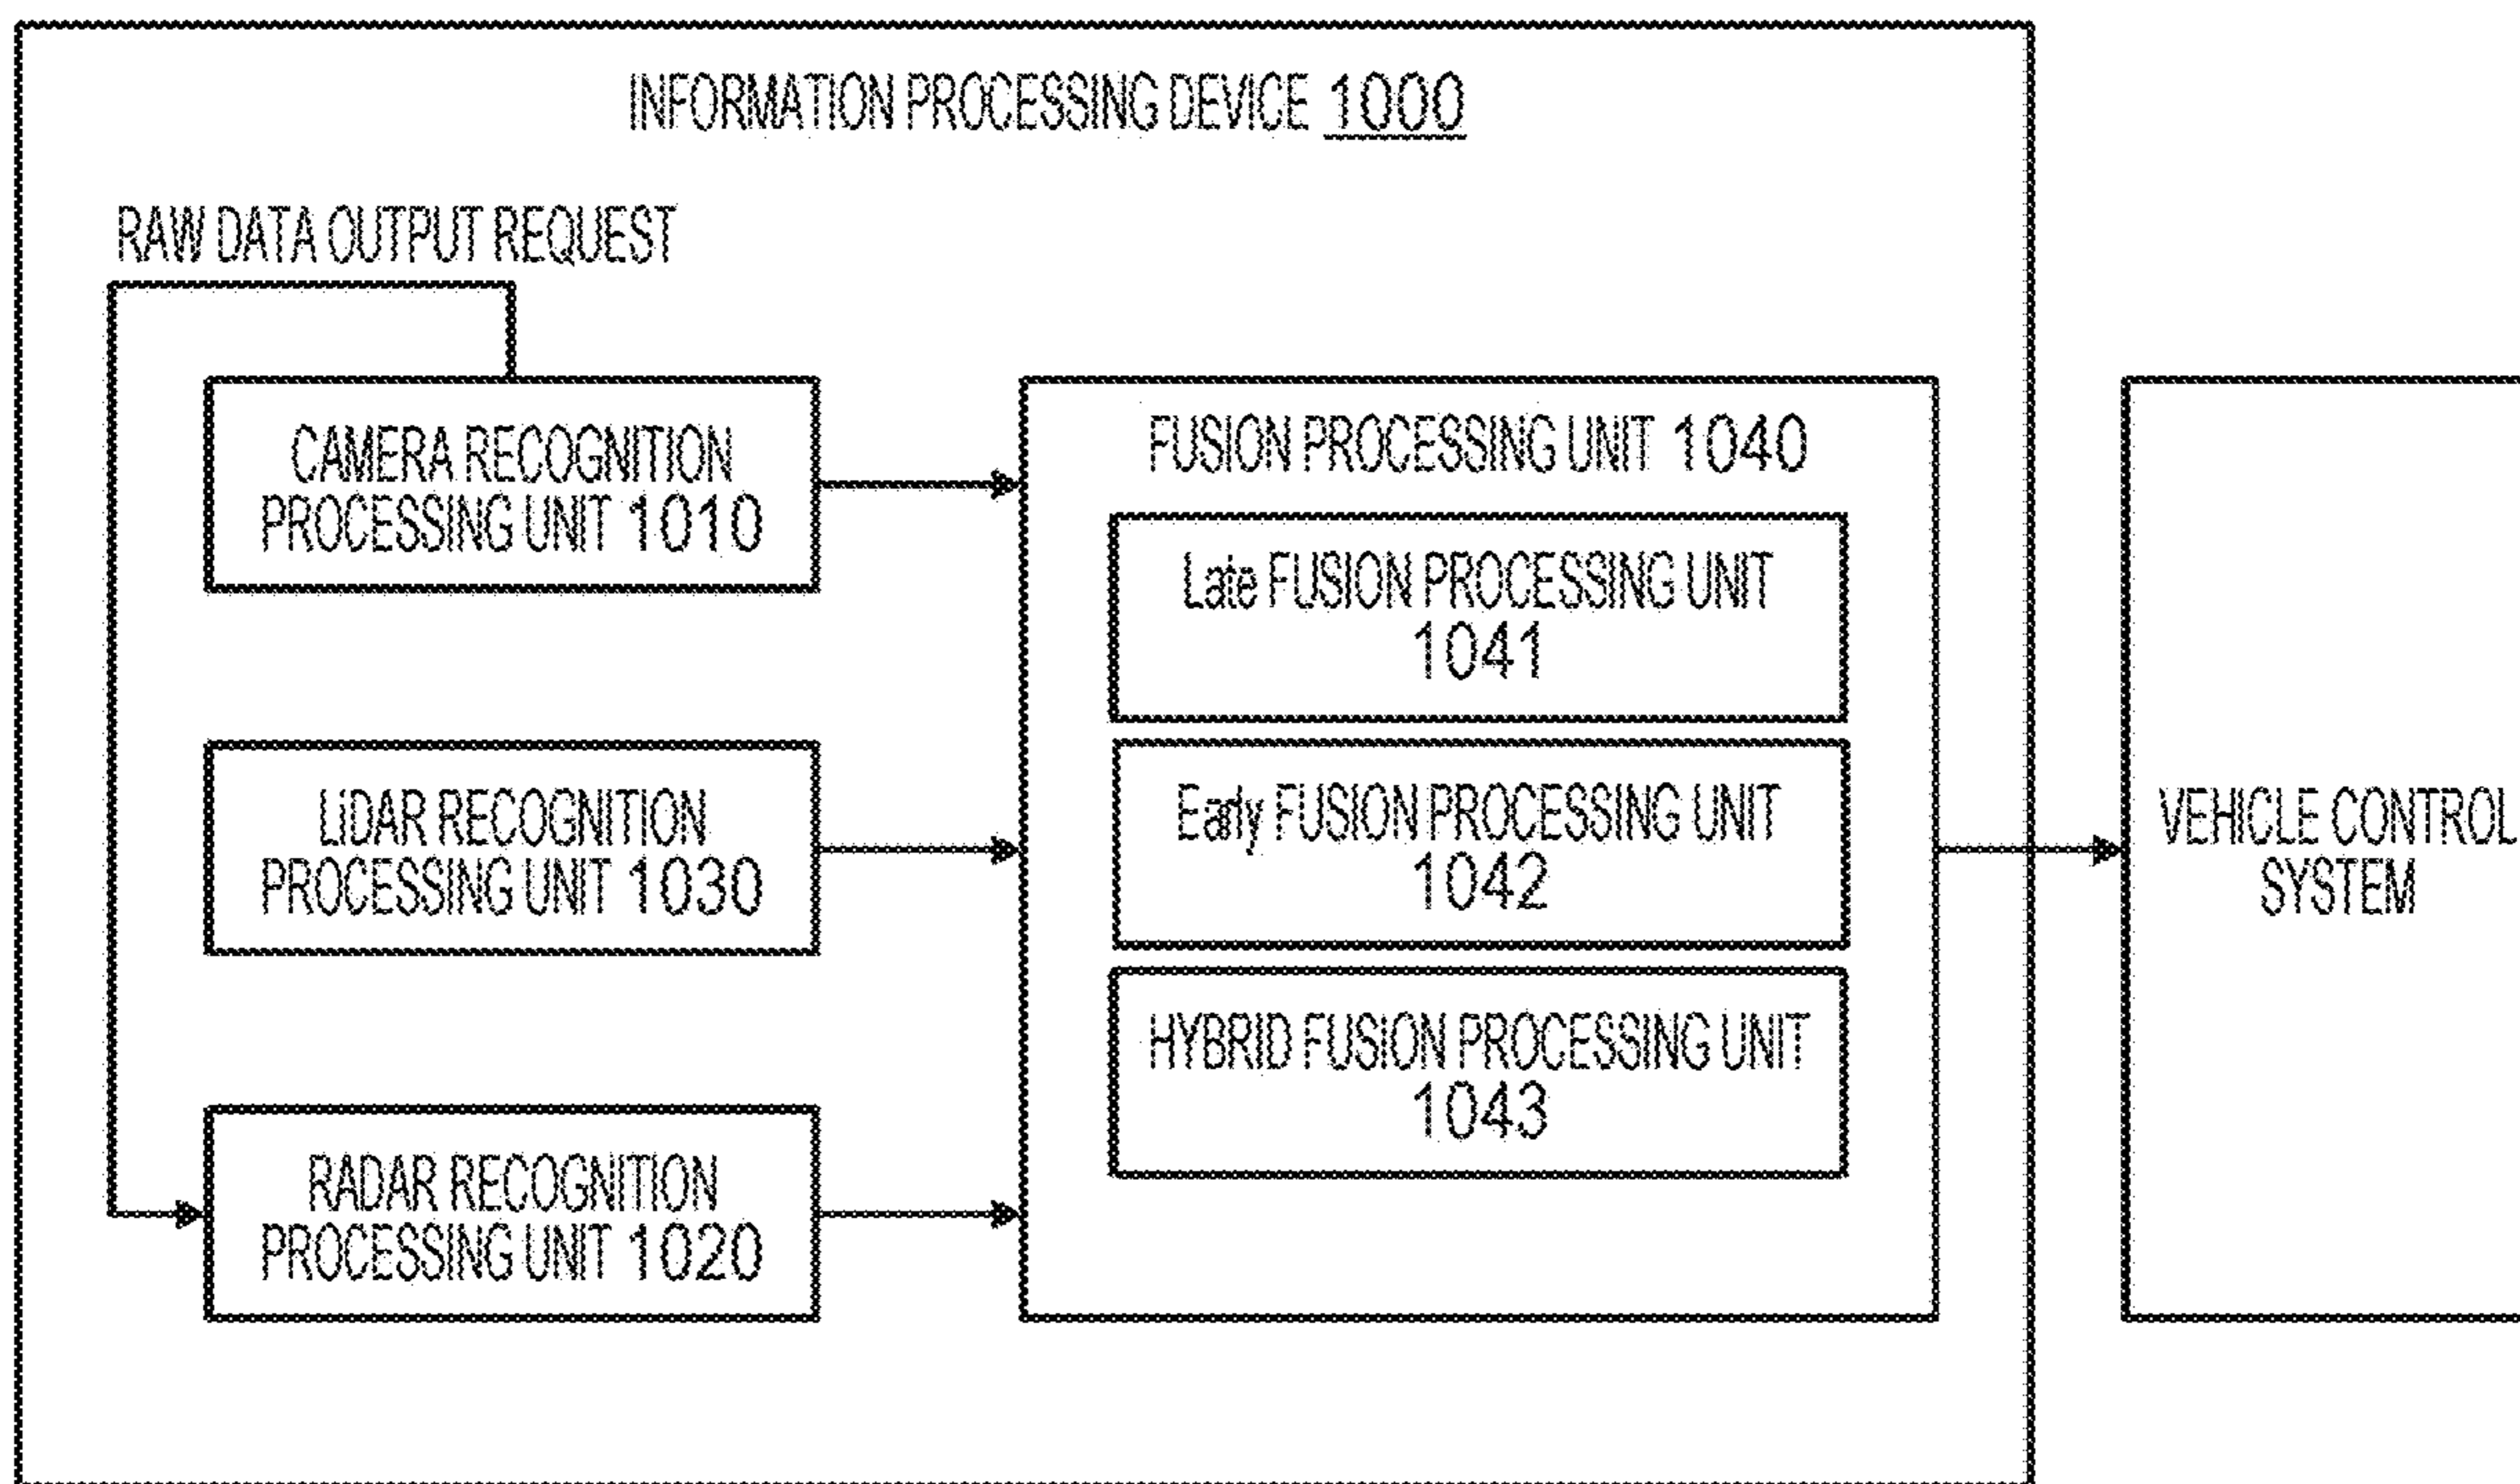 INFORMATION PROCESSING DEVICE 1000
RAW DATA OUTPUT REQUEST
CAMERA RECOGNITION
PROCESSING UNIT 1010
LiDAR RECOGNITION
PROCESSING UNIT 1030
RADAR RECOGNITION
PROCESSING UNIT 1020
FUSION PROCESSING UNIT 1040
Late FUSION PROCESSING UNIT
1041
Early FUSION PROCESSING UNIT
1042
HYBRID FUSION PROCESSING UNIT
1043
VEHICLE CONTROL
SYSTEM